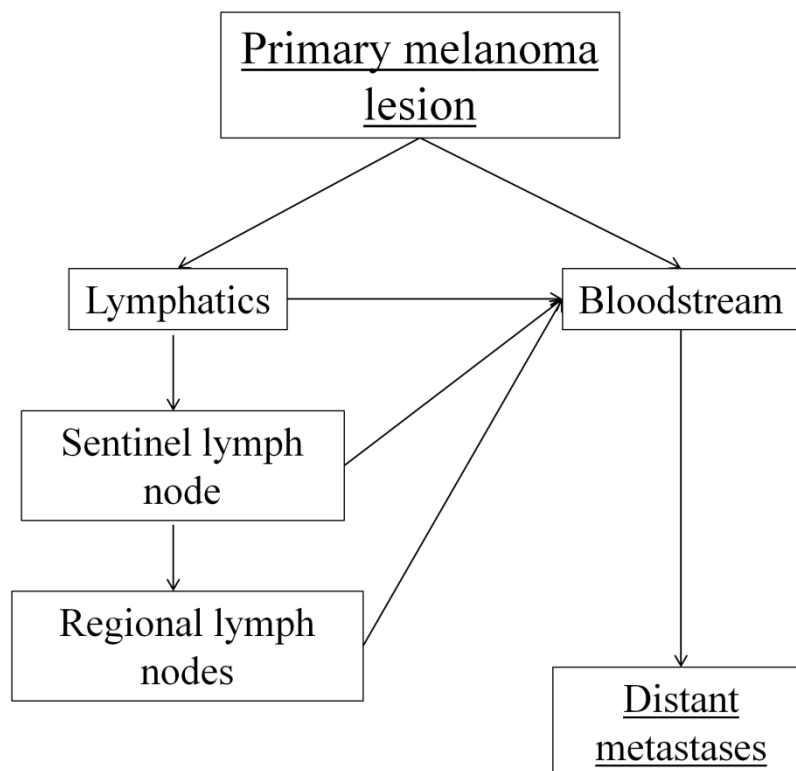 Primary melanoma
lesion
Lymphatics
Bloodstream
Sentinel lymph
node
Regional lymph
nodes
Distant
metastases